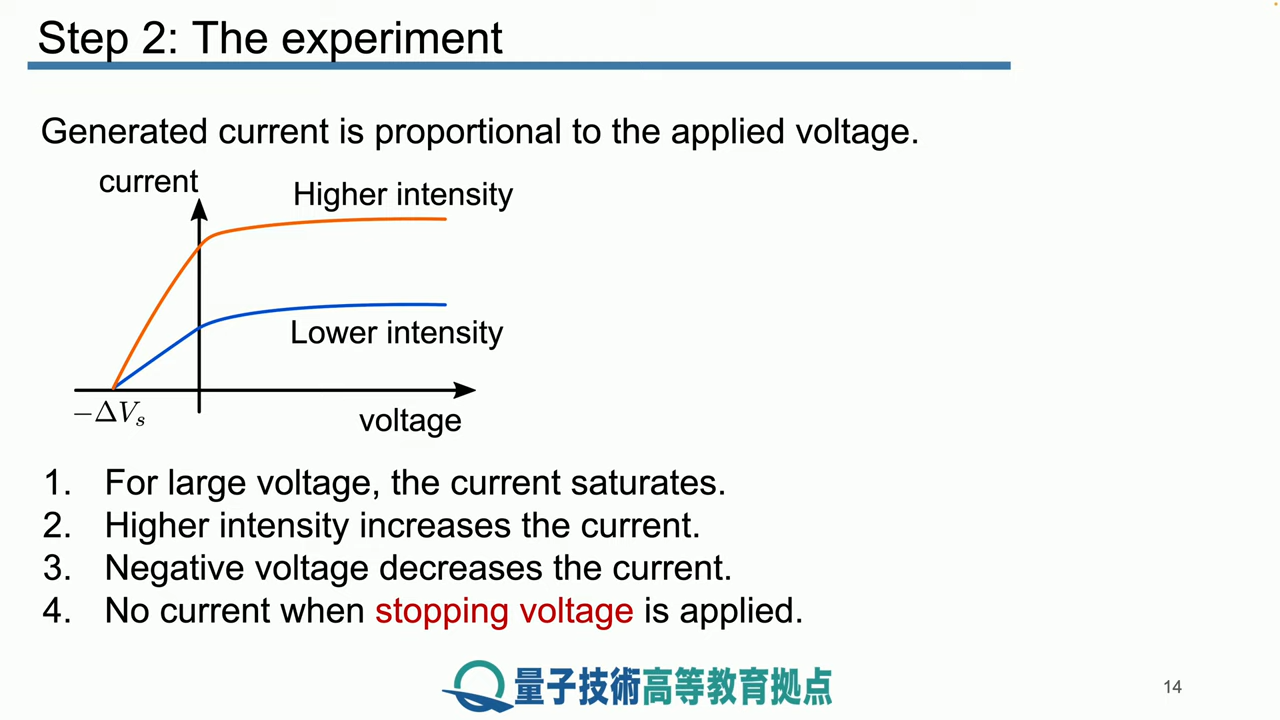 Step 2: The experiment
Generated current is proportional to the applied voltage.
current
Higher intensity
Lower intensity
−ΔVₛ
voltage
1. For large voltage, the current saturates.
2. Higher intensity increases the current.
3. Negative voltage decreases the current.
4. No current when stopping voltage is applied.
量子技術高等教育拠点
14